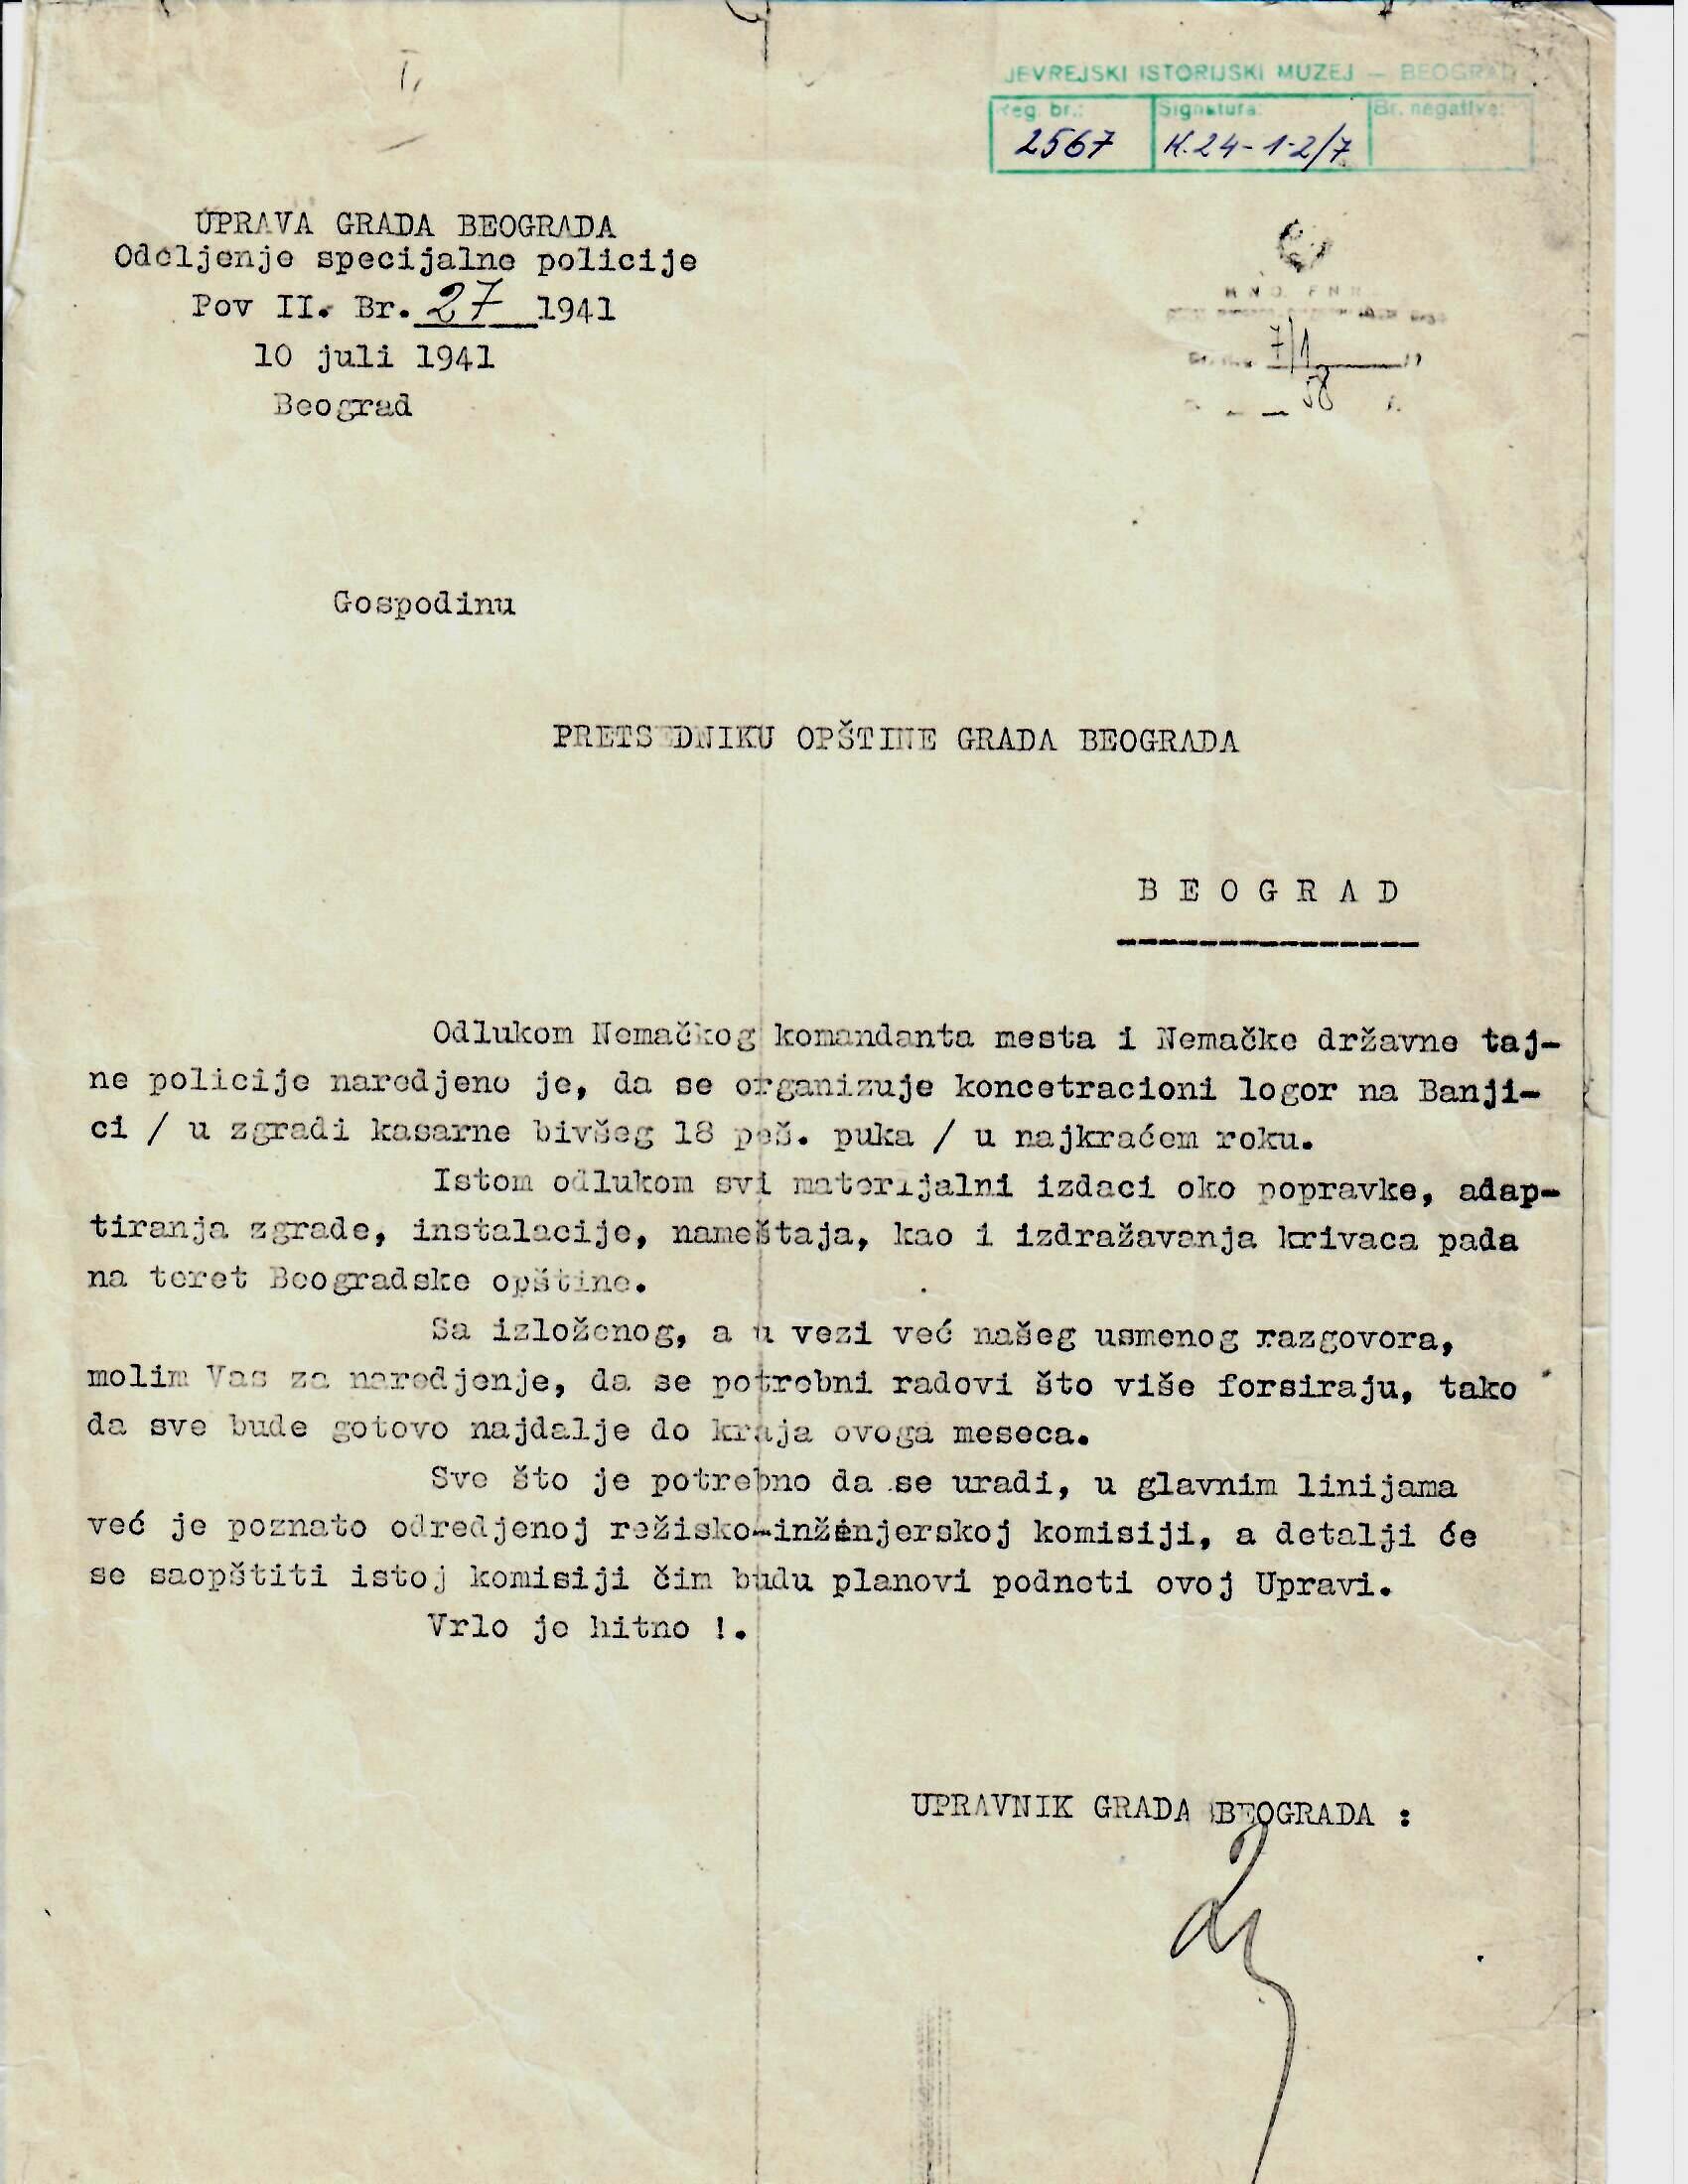 JEVREJSKI ISTORIJSKI MUZEJ — BEOGRAD
Reg. br.: Signatura: Br. negative:
2567 K.24-1-2/7
UPRAVA GRADA BEOGRADA
Odeljenje specijalne policije
Pov II. Br. 27 1941
10 juli 1941
Beograd
7/1
58
Gospodinu
PRETSEDNIKU OPŠTINE GRADA BEOGRADA
B E O G R A D
Odlukom Nemačkog komandanta mesta i Nemačke državne taj-
ne policije naredjeno je, da se organizuje koncetracioni logor na Banji-
ci / u zgradi kasarne bivšeg 18 peš. puka / u najkraćem roku.
Istom odlukom svi materijalni izdaci oko popravke, adap-
tiranja zgrade, instalacije, nameštaja, kao i izdražavanja krivaca pada
na teret Beogradske opštine.
Sa izloženog, a u vezi već našeg usmenog razgovora,
molim Vas za naredjenje, da se potrebni radovi što više forsiraju, tako
da sve bude gotovo najdalje do kraja ovoga meseca.
Sve što je potrebno da se uradi, u glavnim linijama
već je poznato odredjenoj režisko-inžinjerskoj komisiji, a detalji će
se saopštiti istoj komisiji čim budu planovi podneti ovoj Upravi.
Vrlo je hitno !.
UPRAVNIK GRADA BEOGRADA :